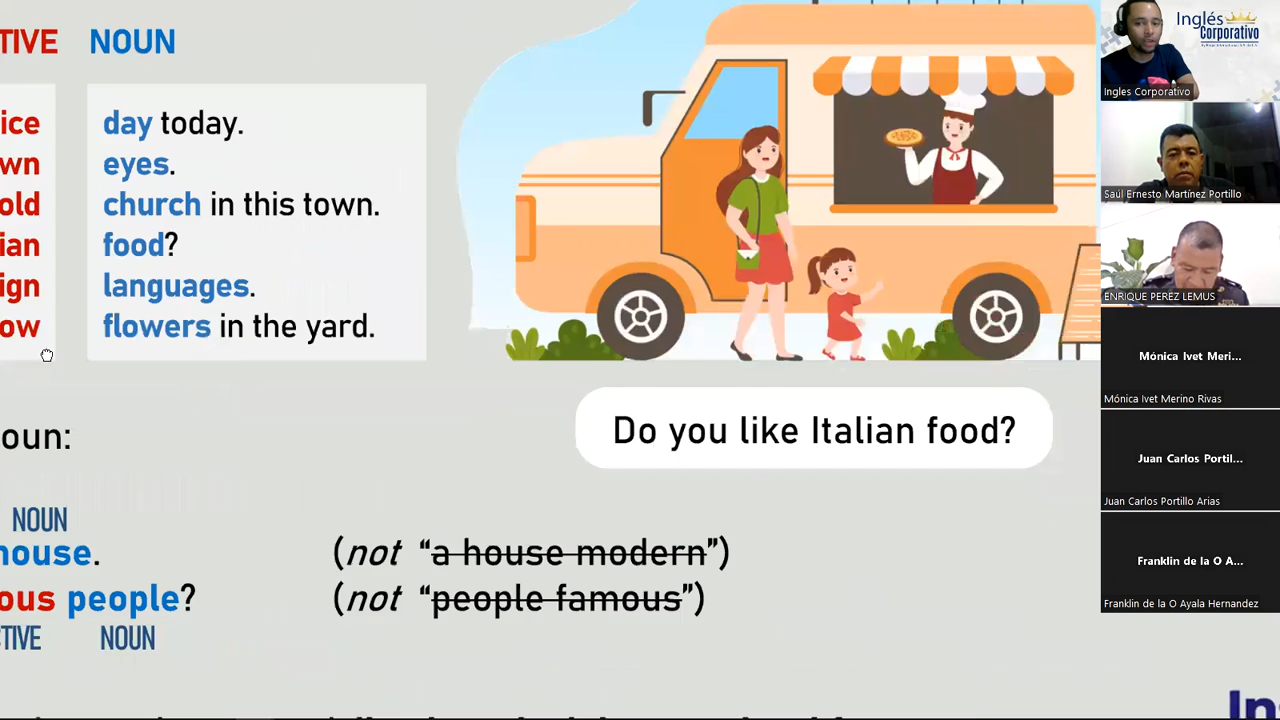 TIVE NOUN
ice day today.
wn eyes.
old church in this town.
ian food?
ign languages.
ow flowers in the yard.
oun:
Do you like Italian food?
NOUN
house. (not “a house modern”)
ous people? (not “people famous”)
TIVE NOUN
In
Inglés
Corporativo
Ingles Corporativo
Saúl Ernesto Martínez Portillo
ENRIQUE PEREZ LEMUS
Mónica Ivet Meri...
Mónica Ivet Merino Rivas
Juan Carlos Portil...
Juan Carlos Portillo Arias
Franklin de la O A...
Franklin de la O Ayala Hernandez